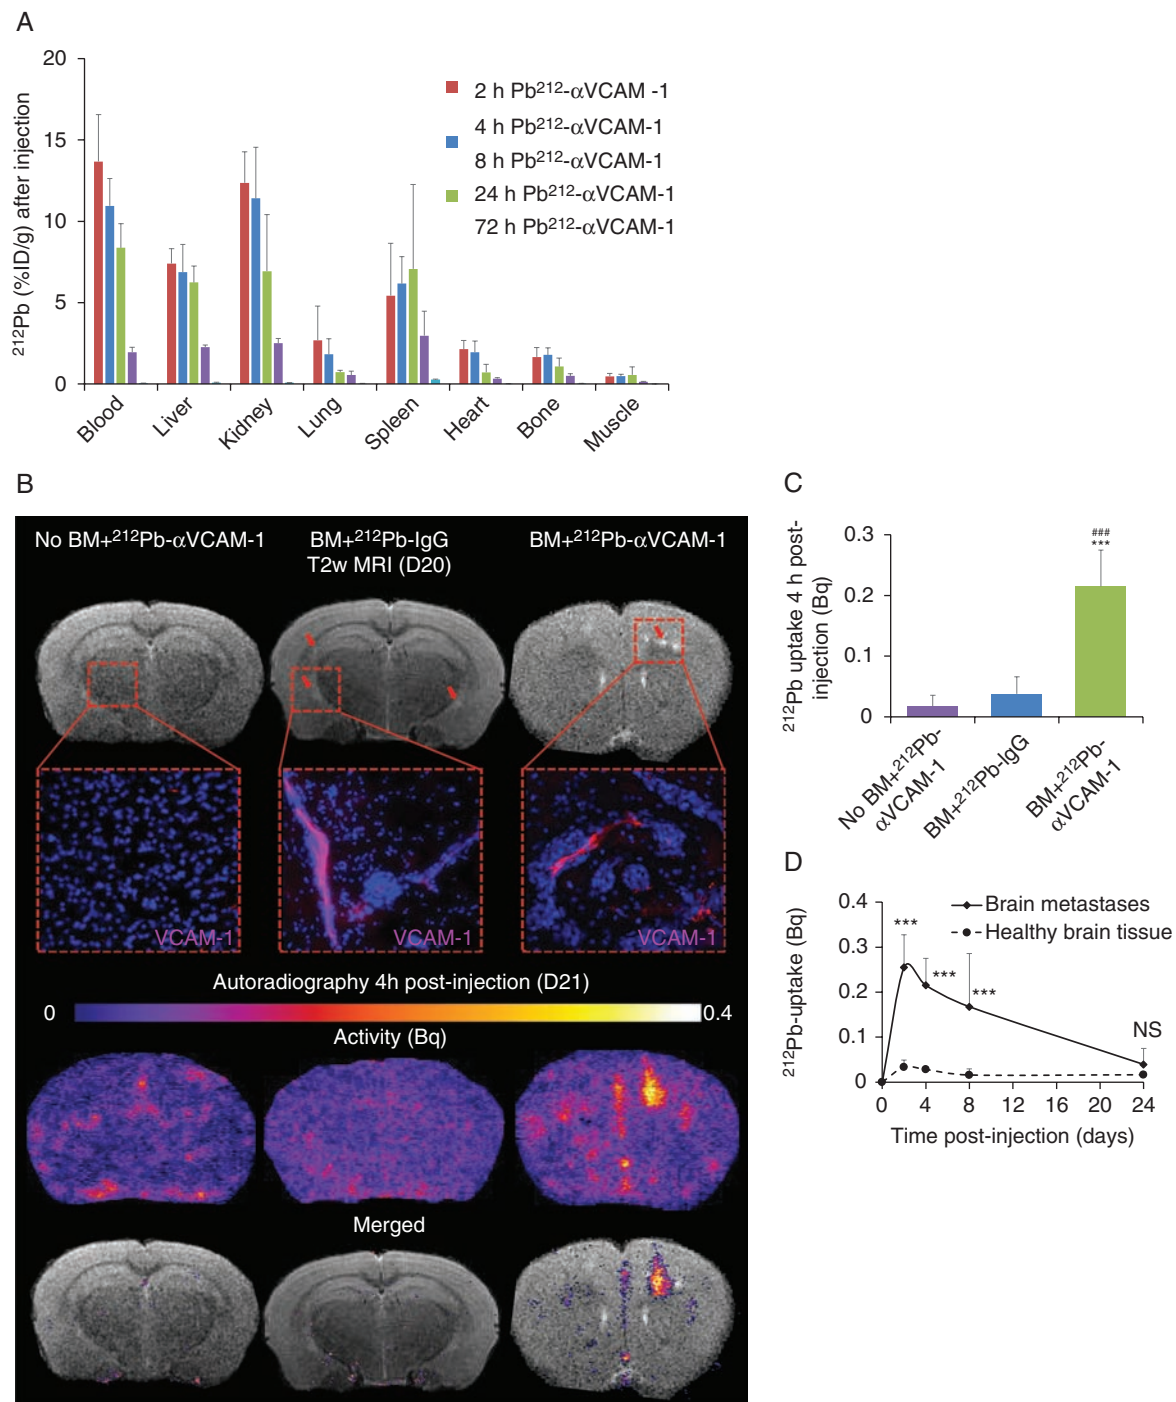 A
20
15
10
5
0
²¹²Pb (%ID/g) after injection
2 h Pb²¹²-αVCAM -1
4 h Pb²¹²-αVCAM-1
8 h Pb²¹²-αVCAM-1
24 h Pb²¹²-αVCAM-1
72 h Pb²¹²-αVCAM-1
Blood
Liver
Kidney
Lung
Spleen
Heart
Bone
Muscle
B
No BM+²¹²Pb-αVCAM-1
BM+²¹²Pb-IgG
BM+²¹²Pb-αVCAM-1
T2w MRI (D20)
VCAM-1
VCAM-1
VCAM-1
Autoradiography 4h post-injection (D21)
0
0.4
Activity (Bq)
Merged
C
²¹²Pb uptake 4 h post-
injection (Bq)
0.3
0.2
0.1
0
###
***
No BM+²¹²Pb-
αVCAM-1
BM+²¹²Pb-IgG
BM+²¹²Pb-
αVCAM-1
D
²¹²Pb-uptake (Bq)
0.4
0.3
0.2
0.1
0
Brain metastases
Healthy brain tissue
***
***
***
NS
0
4
8
12
16
20
24
Time post-injection (days)